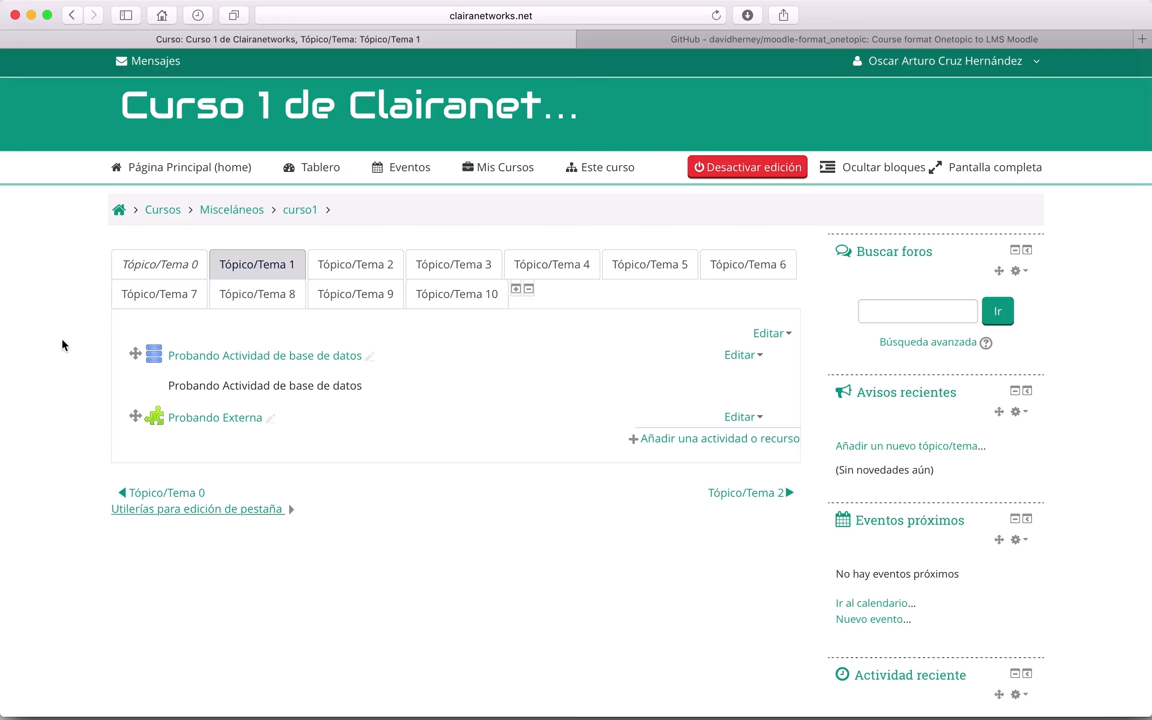 clairanetworks.net
Curso: Curso 1 de Clairanetworks, Tópico/Tema: Tópico/Tema 1
GitHub - davidherney/moodle-format_onetopic: Course format Onetopic to LMS Moodle
Mensajes
Oscar Arturo Cruz Hernández
Curso 1 de Clairanet...
Página Principal (home) Tablero Eventos Mis Cursos Este curso Desactivar edición Ocultar bloques Pantalla completa
Cursos > Misceláneos > curso1 >
Tópico/Tema 0 Tópico/Tema 1 Tópico/Tema 2 Tópico/Tema 3 Tópico/Tema 4 Tópico/Tema 5 Tópico/Tema 6
Tópico/Tema 7 Tópico/Tema 8 Tópico/Tema 9 Tópico/Tema 10
Editar
Probando Actividad de base de datos Editar
Probando Actividad de base de datos
Probando Externa Editar
Añadir una actividad o recurso
Tópico/Tema 0 Tópico/Tema 2
Utilerías para edición de pestaña
Buscar foros
Ir
Búsqueda avanzada
Avisos recientes
Añadir un nuevo tópico/tema...
(Sin novedades aún)
Eventos próximos
No hay eventos próximos
Ir al calendario...
Nuevo evento...
Actividad reciente